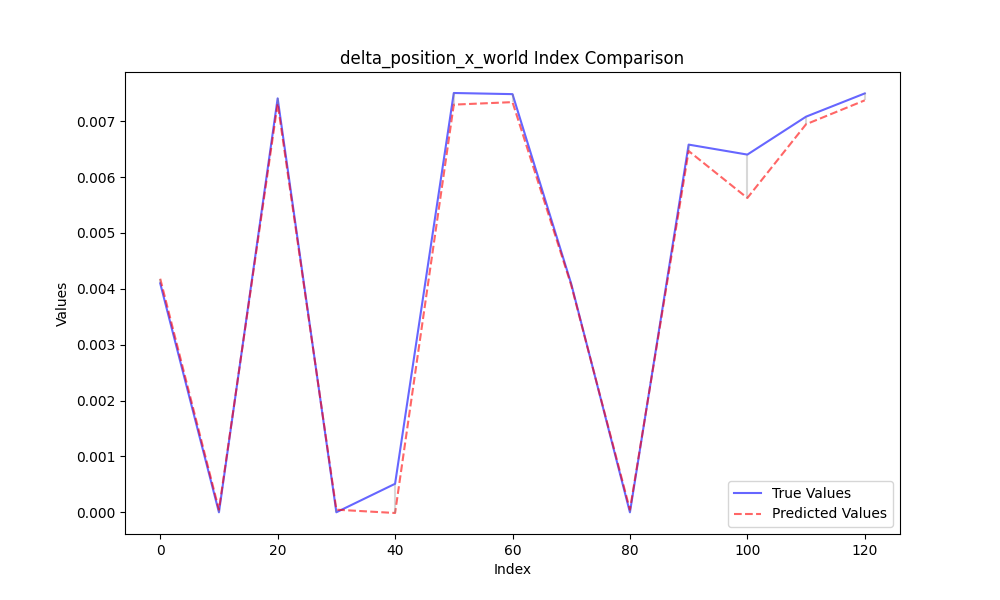 delta_position_x_world Index Comparison
Values
0.007
0.006
0.005
0.004
0.003
0.002
0.001
0.000
True Values
Predicted Values
0 20 40 60 80 100 120
Index